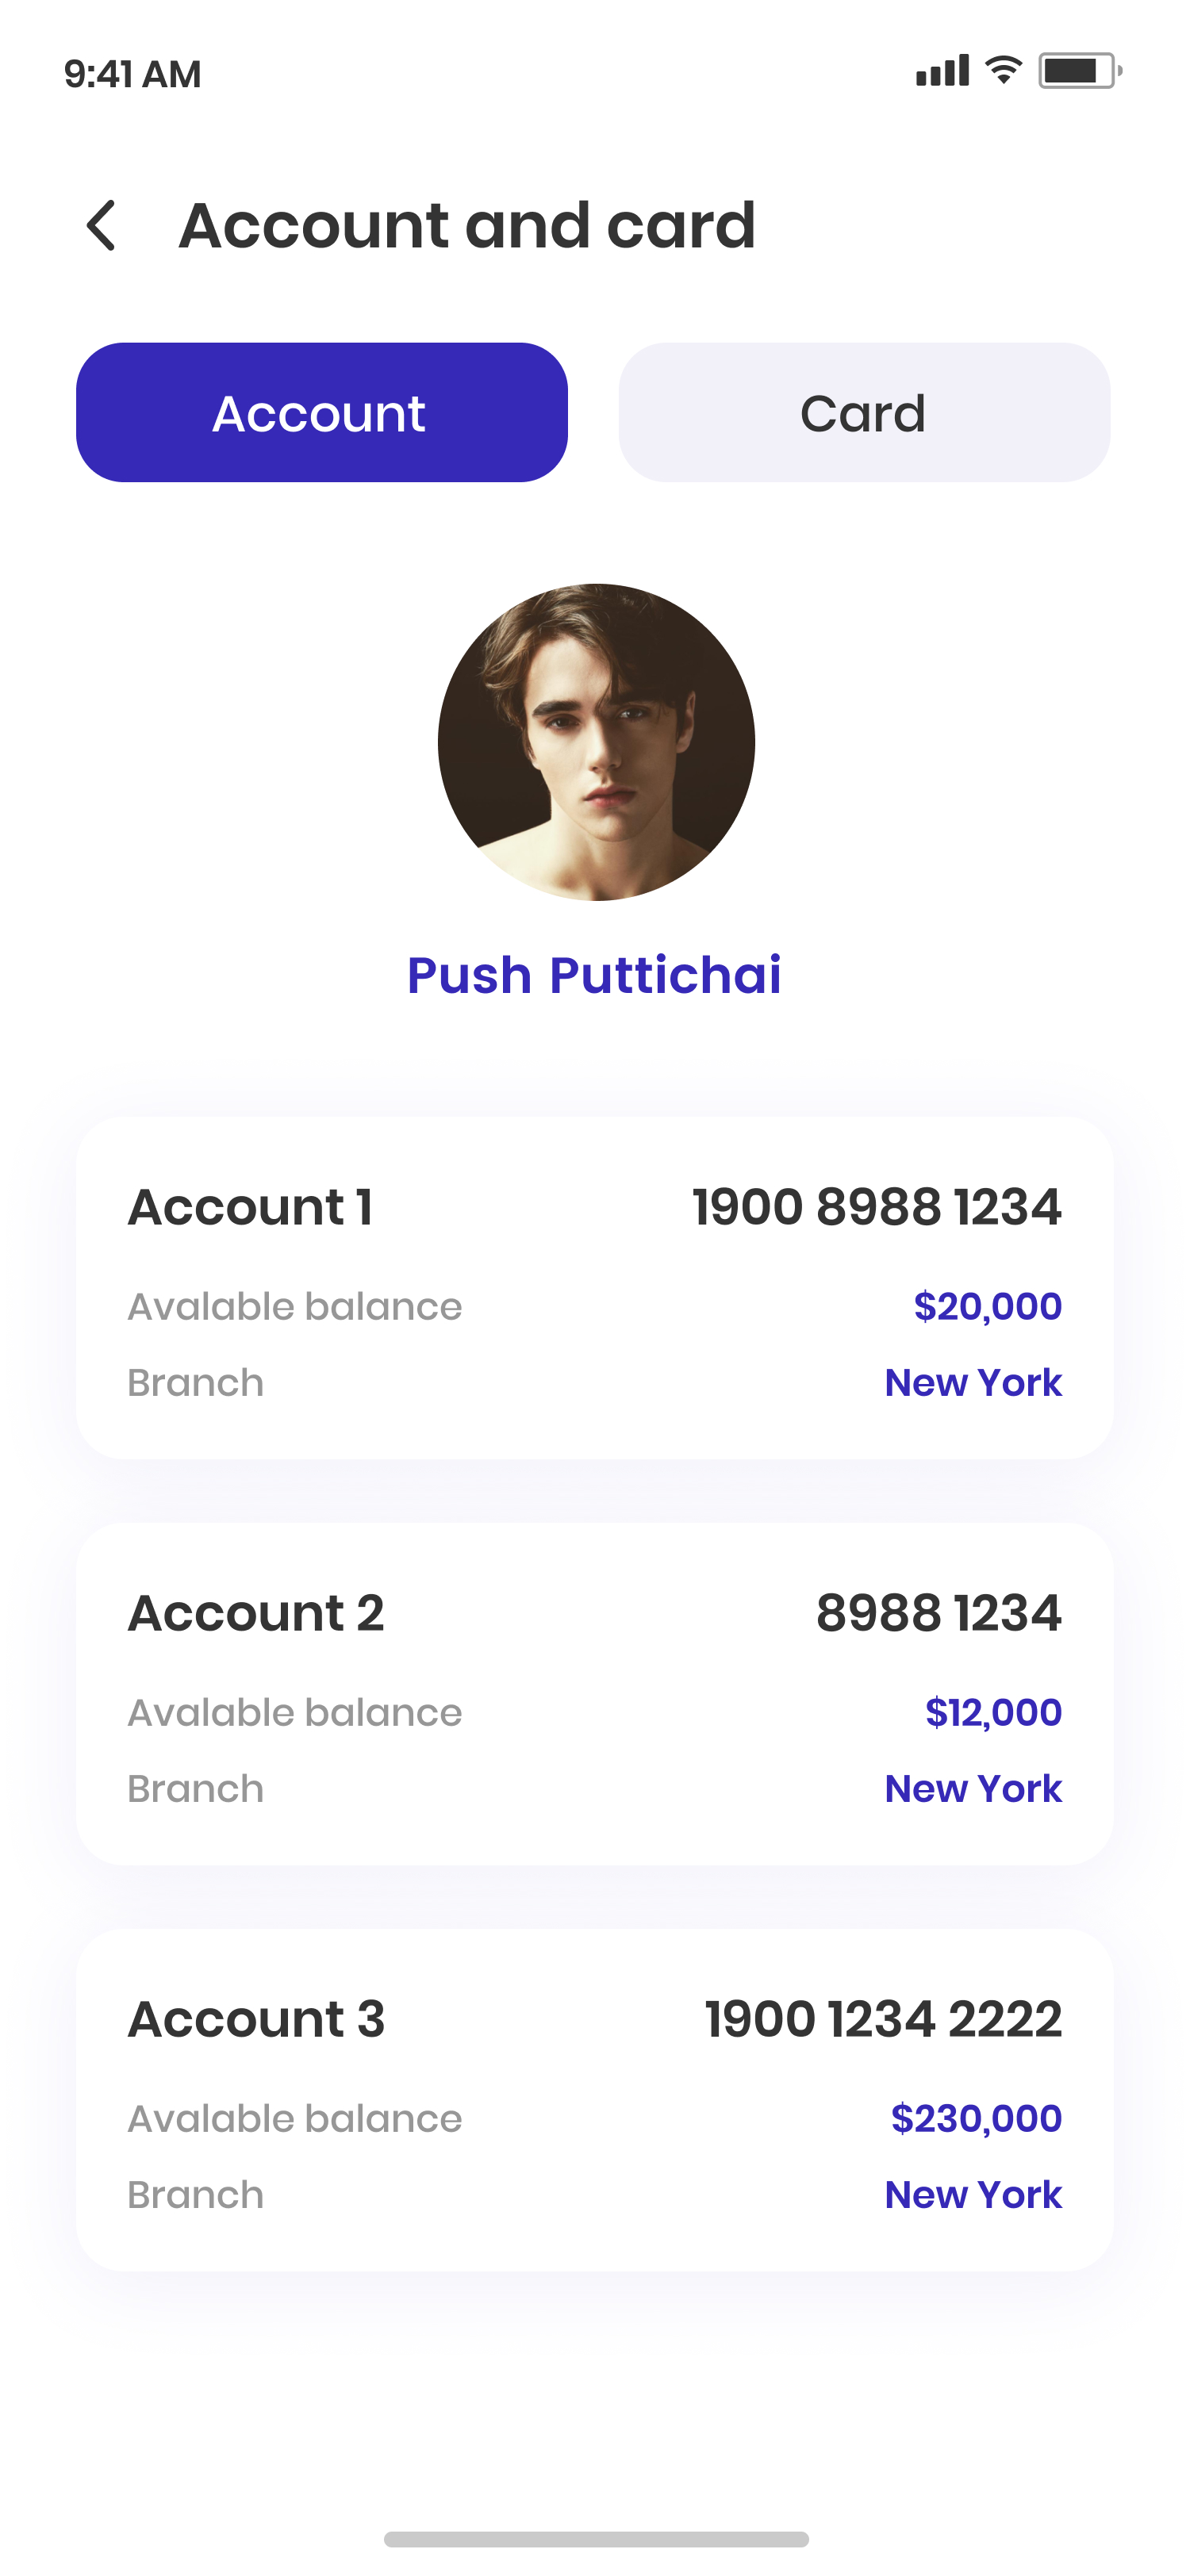 9:41 AM
Account and card
Account Card
Push Puttichai
Account 1 1900 8988 1234
Avalable balance $20,000
Branch New York
Account 2 8988 1234
Avalable balance $12,000
Branch New York
Account 3 1900 1234 2222
Avalable balance $230,000
Branch New York